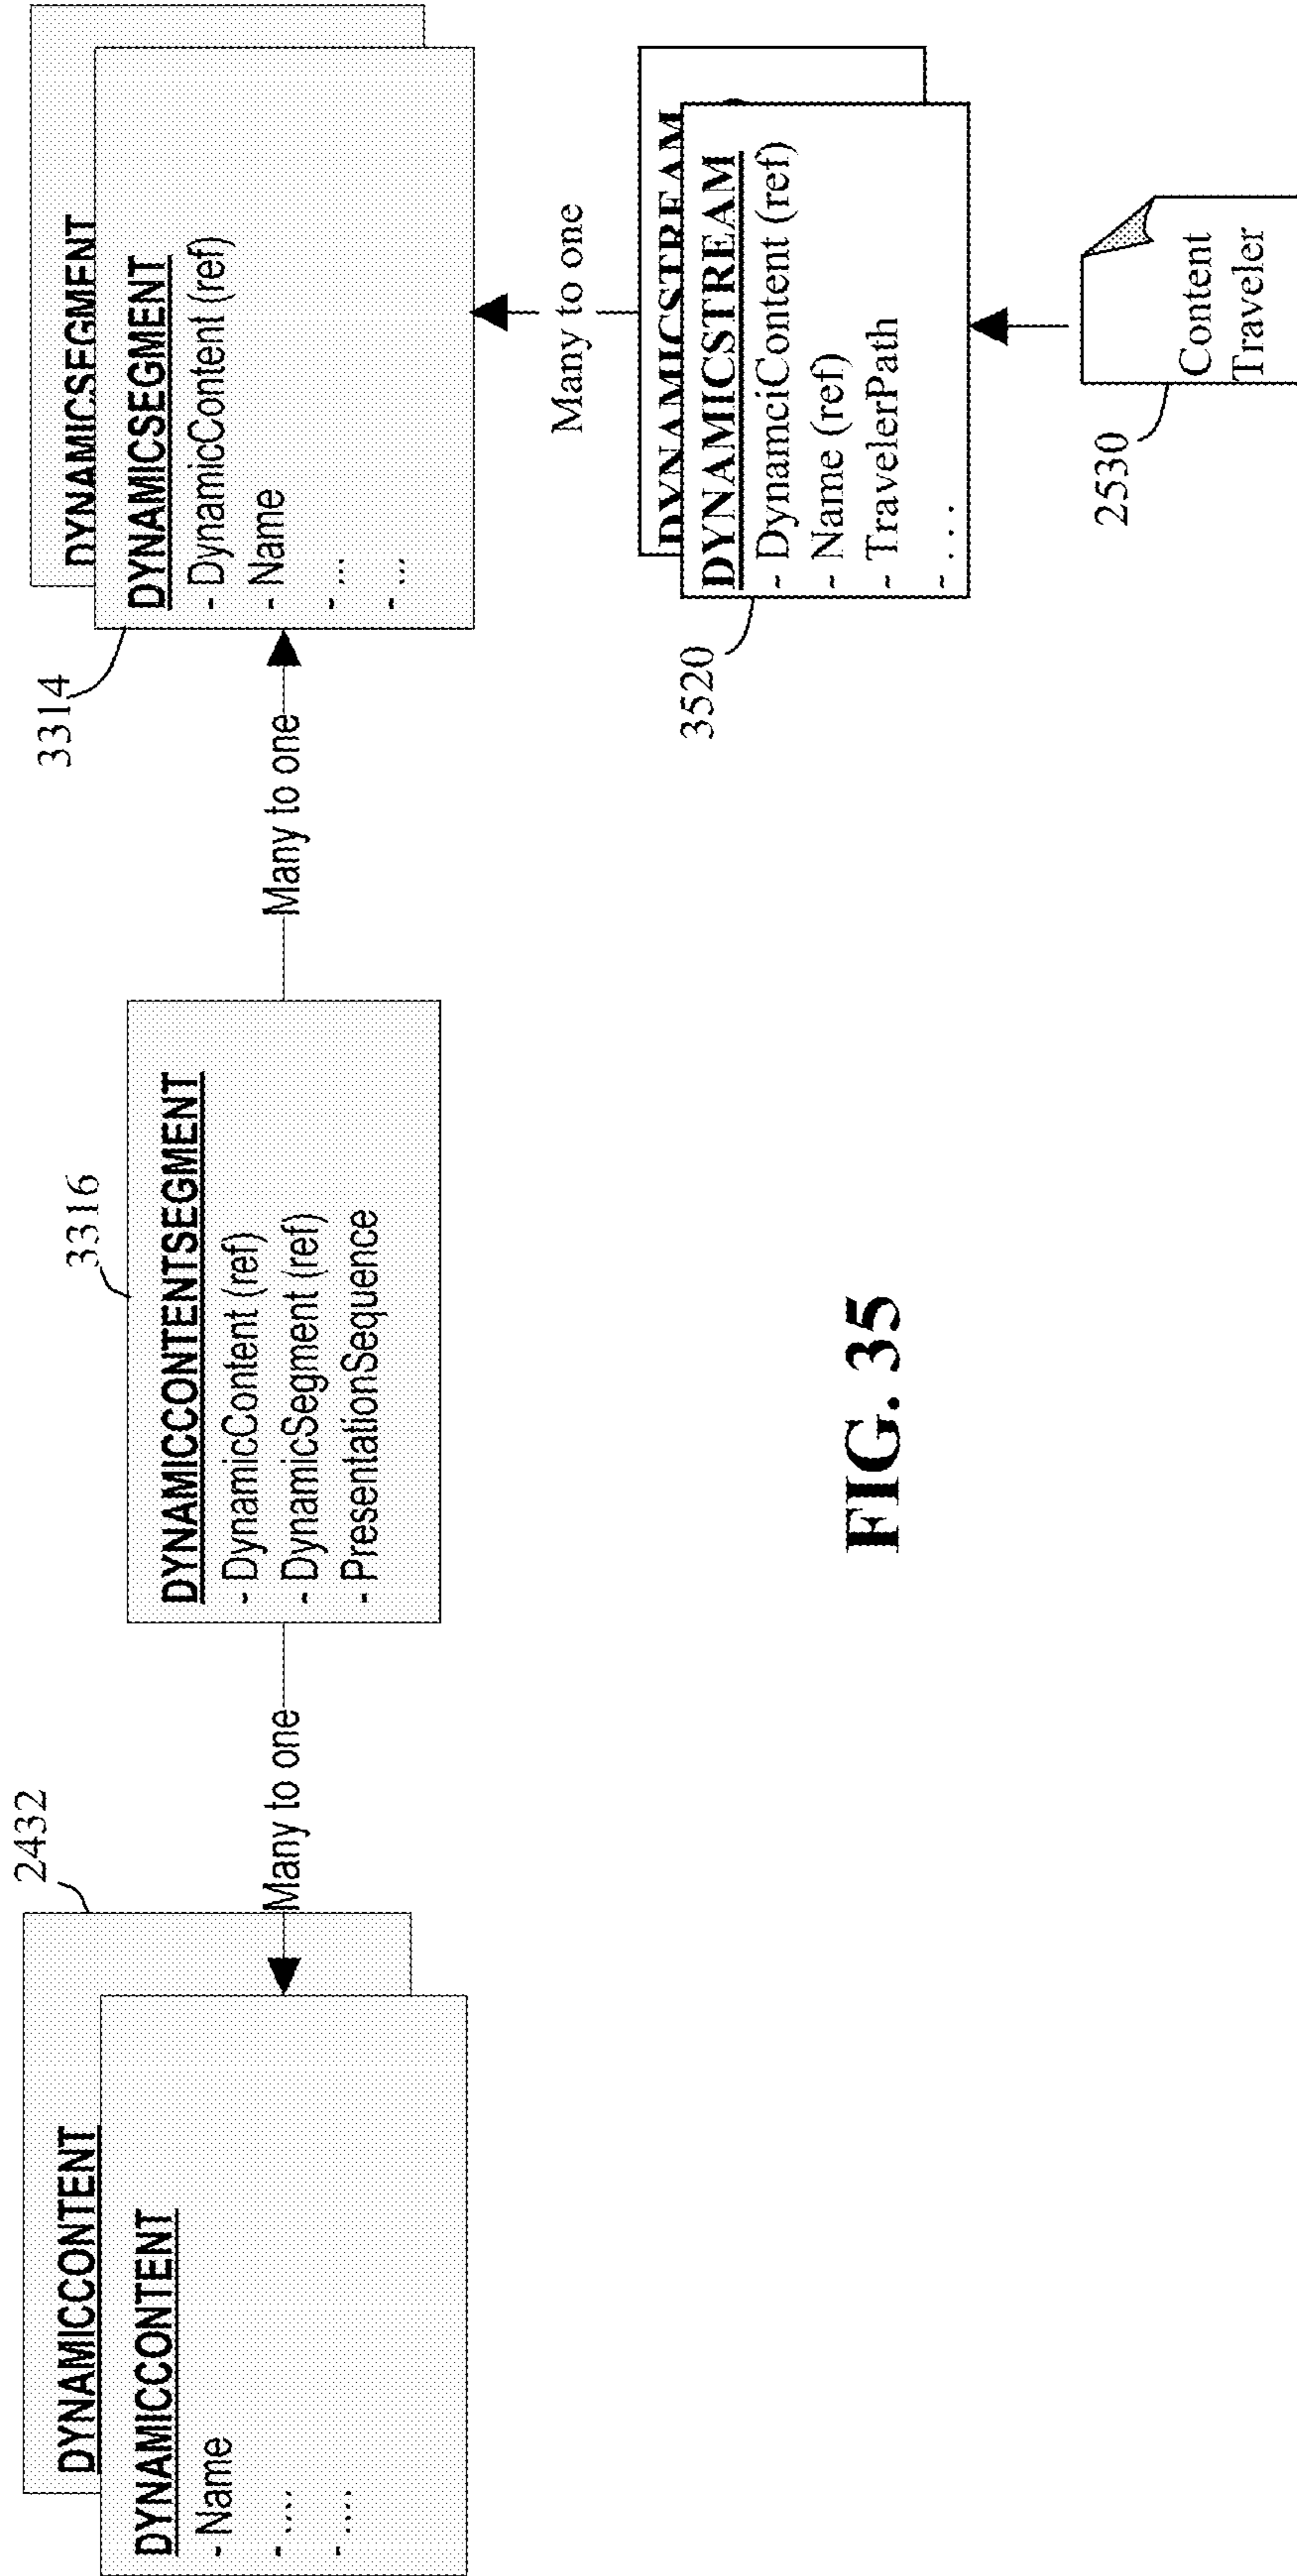 2432
DYNAMICCONTENT
DYNAMICCONTENT
- Name
- ....
- ....
Many to one
3316
DYNAMICCONTENTSEGMENT
- DynamicContent (ref)
- DynamicSegment (ref)
- PresentationSequence
Many to one
3314
DYNAMICSEGMENT
DYNAMICSEGMENT
- DynamicContent (ref)
- Name
- ...
- ...
Many to one
3520
DYNAMICSTREAM
DYNAMICSTREAM
- DynamciContent (ref)
- Name (ref)
- TravelerPath
- . . .
2530
Content
Traveler
FIG. 35